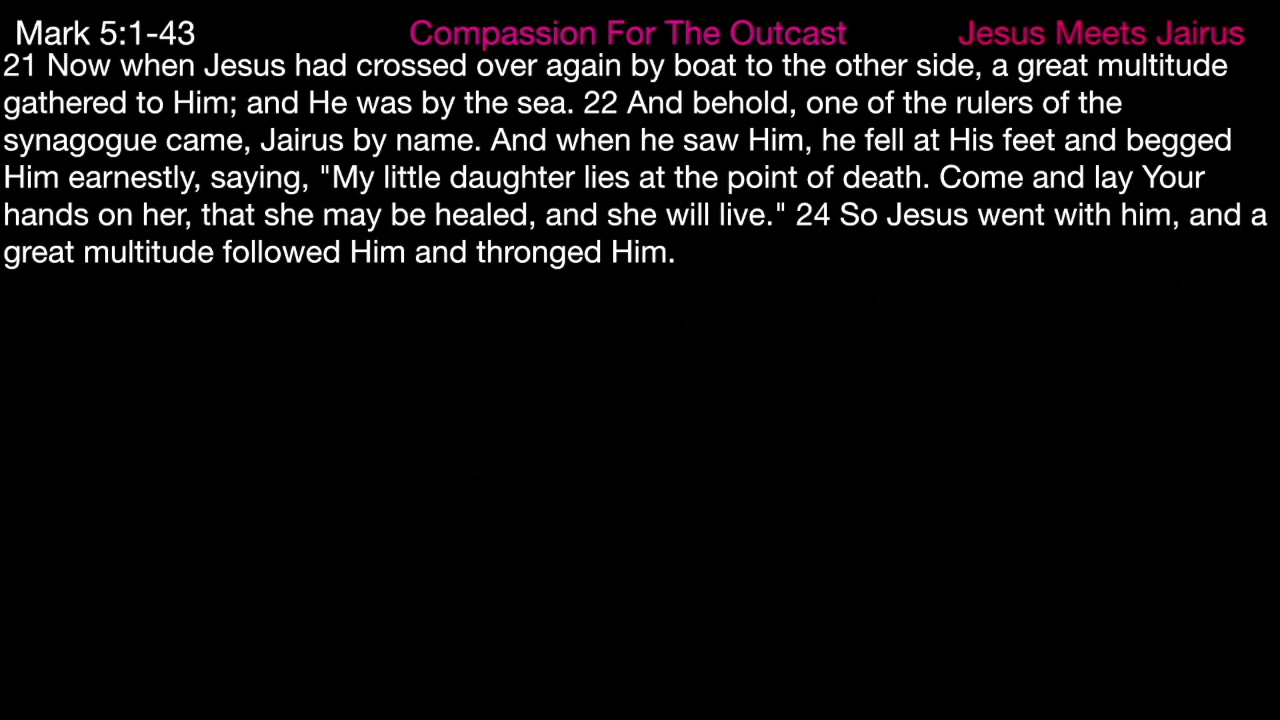 Mark 5:1-43 Compassion For The Outcast Jesus Meets Jairus
21 Now when Jesus had crossed over again by boat to the other side, a great multitude
gathered to Him; and He was by the sea. 22 And behold, one of the rulers of the
synagogue came, Jairus by name. And when he saw Him, he fell at His feet and begged
Him earnestly, saying, "My little daughter lies at the point of death. Come and lay Your
hands on her, that she may be healed, and she will live." 24 So Jesus went with him, and a
great multitude followed Him and thronged Him.